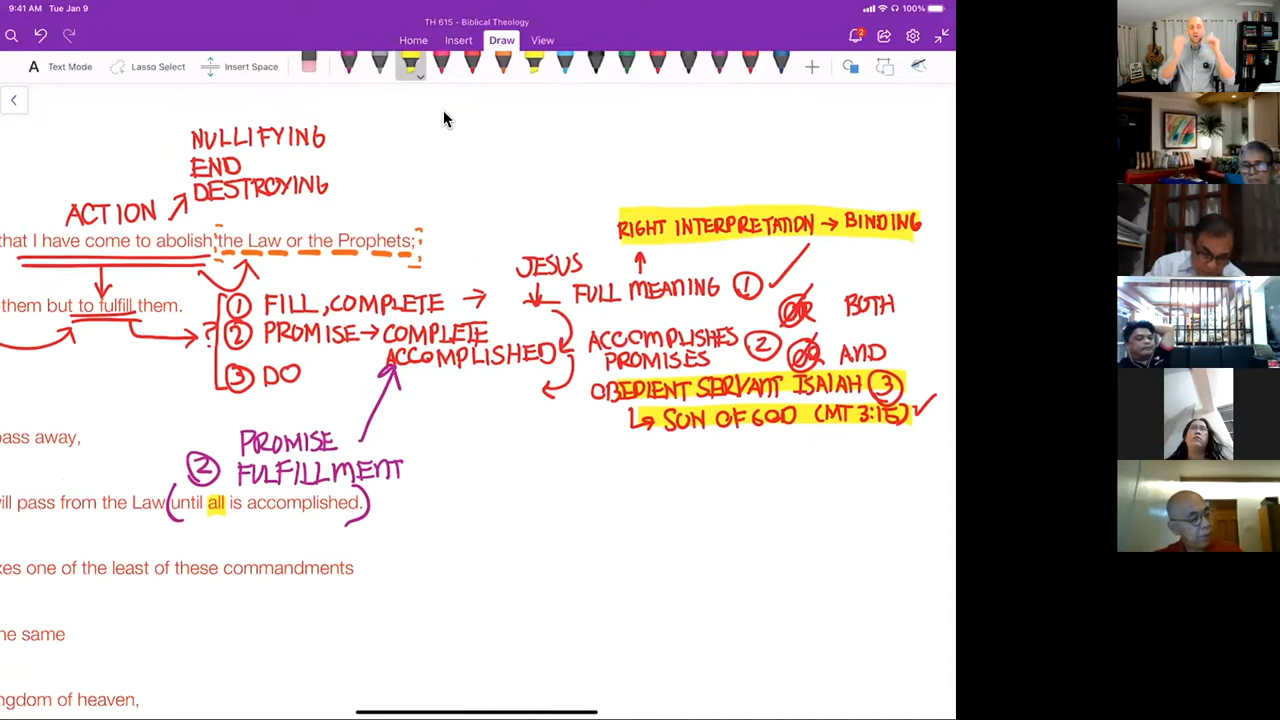 9:41 AM Tue Jan 9
100%
TH 615 - Biblical Theology
Home Insert Draw View
2
A Text Mode Lasso Select Insert Space
NULLIFYING
END
DESTROYING
ACTION
that I have come to abolish the Law or the Prophets;
RIGHT INTERPRETATION → BINDING
JESUS
FULL MEANING 1
them but to fulfill them.
? 1 FILL, COMPLETE →
2 PROMISE → COMPLETE
ACCOMPLISHED
3 DO
OR BOTH
ACCOMPLISHES
PROMISES 2
OR AND
OBEDIENT SERVANT ISAIAH 3
SON OF GOD (MT 3:15)
pass away,
PROMISE
2 FULFILLMENT
will pass from the Law (until all is accomplished.)
xes one of the least of these commandments
he same
ngdom of heaven,